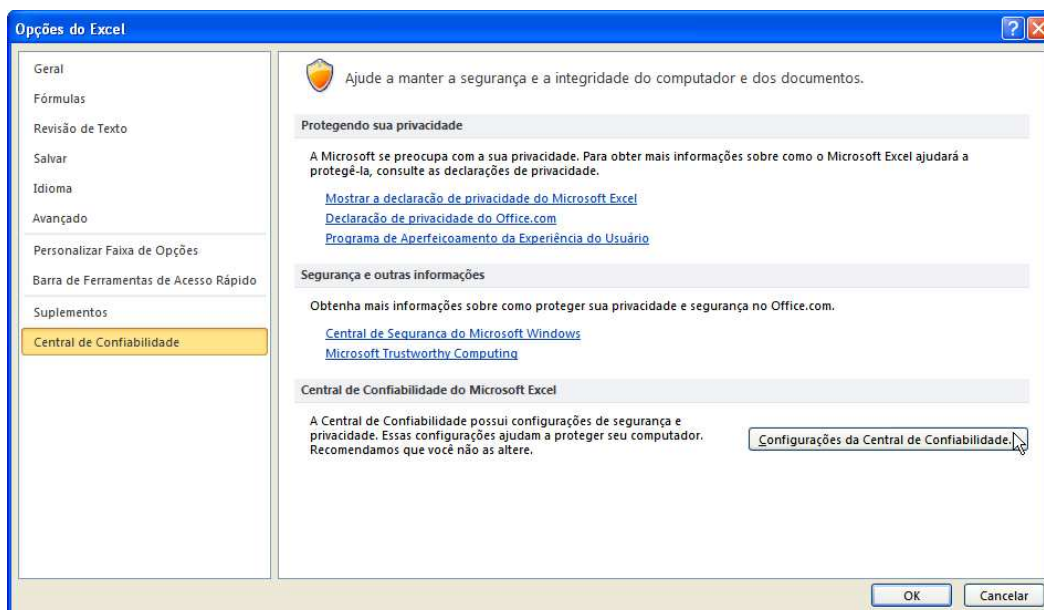 Opções do Excel
Geral
Fórmulas
Revisão de Texto
Salvar
Idioma
Avançado
Personalizar Faixa de Opções
Barra de Ferramentas de Acesso Rápido
Suplementos
Central de Confiabilidade
Ajude a manter a segurança e a integridade do computador e dos documentos.
Protegendo sua privacidade
A Microsoft se preocupa com a sua privacidade. Para obter mais informações sobre como o Microsoft Excel ajudará a
protegê-la, consulte as declarações de privacidade.
Mostrar a declaração de privacidade do Microsoft Excel
Declaração de privacidade do Office.com
Programa de Aperfeicoamento da Experiência do Usuário
Segurança e outras informações
Obtenha mais informações sobre como proteger sua privacidade e segurança no Office.com.
Central de Segurança do Microsoft Windows
Microsoft Trustworthy Computing
Central de Confiabilidade do Microsoft Excel
A Central de Confiabilidade possui configurações de segurança e
privacidade. Essas configurações ajudam a proteger seu computador.
Recomendamos que você não as altere.
Configurações da Central de Confiabilidade.
OK
Cancelar